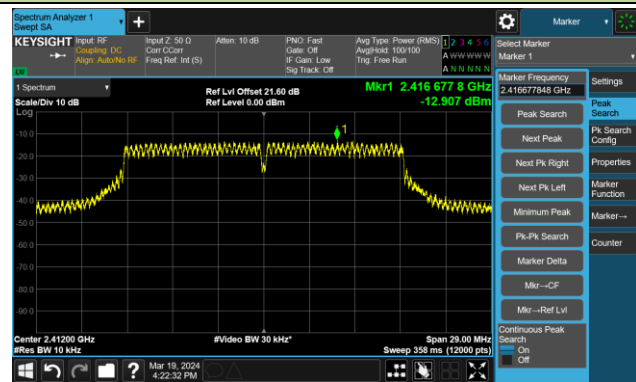 Spectrum Analyzer 1
Swept SA
Marker
KEYSIGHT
Input: RF
Coupling: DC
Align: Auto/No RF
Input Z: 50 Ω
Corr CCorr
Freq Ref: Int (S)
Atten: 10 dB
PNO: Fast
Gate: Off
IF Gain: Low
Sig Track: Off
Avg Type: Power (RMS)
Avg|Hold: 100/100
Trig: Free Run
1 2 3 4 5 6
A W W W W W
A N N N N N
Select Marker
Marker 1
1 Spectrum
Scale/Div 10 dB
Ref Lvl Offset 21.60 dB
Ref Level 0.00 dBm
Mkr1 2.416 677 8 GHz
-12.907 dBm
Log
-10.0
-20.0
-30.0
-40.0
-50.0
-60.0
-70.0
-80.0
-90.0
1
Marker Frequency
2.416677848 GHz
Peak Search
Next Peak
Next Pk Right
Next Pk Left
Minimum Peak
Pk-Pk Search
Marker Delta
Mkr→CF
Mkr→Ref Lvl
Continuous Peak
Search
On
Off
Settings
Peak
Search
Pk Search
Config
Properties
Marker
Function
Marker→
Counter
Center 2.41200 GHz
#Res BW 10 kHz
#Video BW 30 kHz*
Span 29.00 MHz
Sweep 358 ms (12000 pts)
Mar 19, 2024
4:22:32 PM